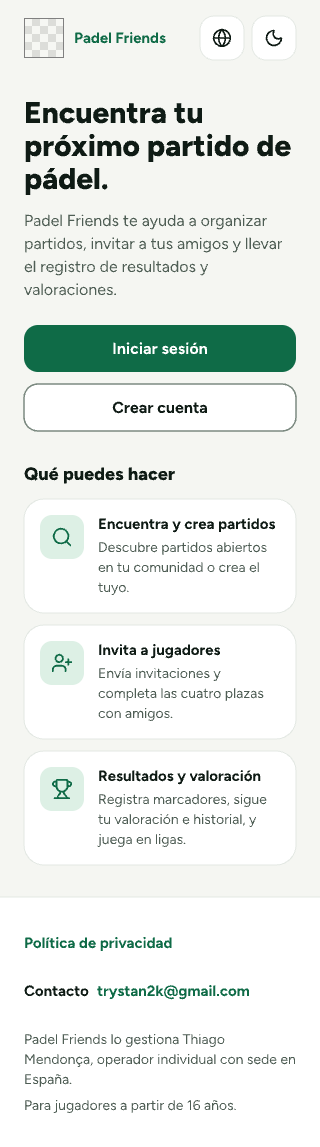 Padel Friends
Encuentra tu
próximo partido de
pádel.
Padel Friends te ayuda a organizar
partidos, invitar a tus amigos y llevar
el registro de resultados y
valoraciones.
Iniciar sesión
Crear cuenta
Qué puedes hacer
Encuentra y crea partidos
Descubre partidos abiertos
en tu comunidad o crea el
tuyo.
Invita a jugadores
Envía invitaciones y
completa las cuatro plazas
con amigos.
Resultados y valoración
Registra marcadores, sigue
tu valoración e historial, y
juega en ligas.
Política de privacidad
Contacto trystan2k@gmail.com
Padel Friends lo gestiona Thiago
Mendonça, operador individual con sede en
España.
Para jugadores a partir de 16 años.